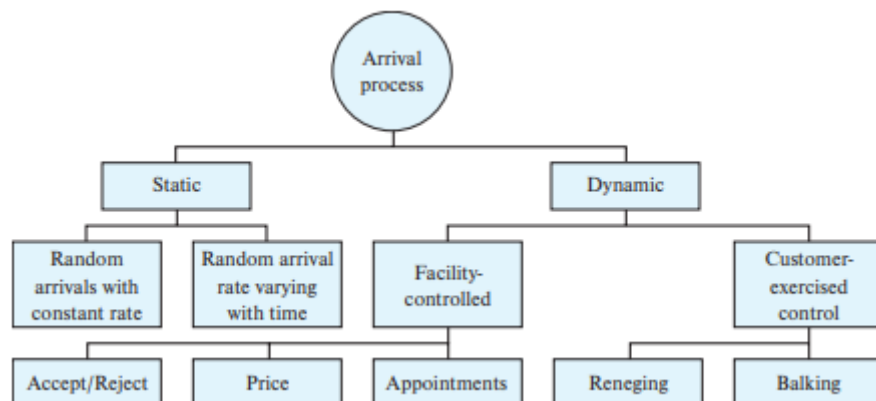 Arrival
process
Static
Dynamic
Random
arrivals with
constant rate
Random arrival
rate varying
with time
Facility-
controlled
Customer-
exercised
control
Accept/Reject
Price
Appointments
Reneging
Balking